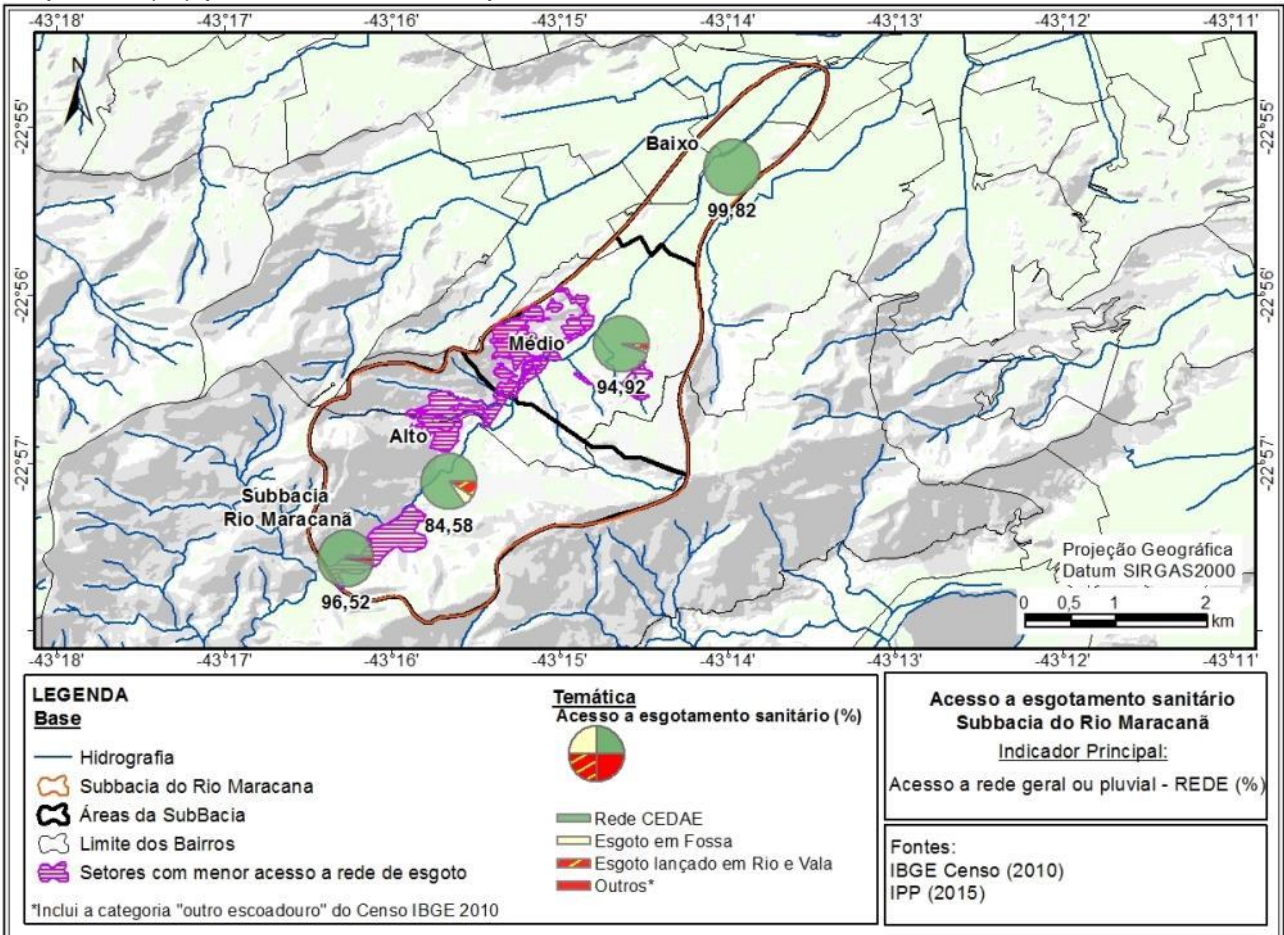 -43°18' -43°17' -43°16' -43°15' -43°14' -43°13' -43°12' -43°11'
N
-22°55'
-22°55'
Baixo
99,82
-22°56'
-22°56'
Médio
94,92
-22°57'
-22°57'
Alto
84,58
Subbacia
Rio Maracanã
96,52
Projeção Geográfica
Datum SIRGAS2000
0 0,5 1 2
km
-43°18' -43°17' -43°16' -43°15' -43°14' -43°13' -43°12' -43°11'
LEGENDA
Base
Hidrografia
Subbacia do Rio Maracana
Áreas da SubBacia
Limite dos Bairros
Setores com menor acesso a rede de esgoto
*Inclui a categoria "outro escoadouro" do Censo IBGE 2010
Temática
Acesso a esgotamento sanitário (%)
Rede CEDAE
Esgoto em Fossa
Esgoto lançado em Rio e Vala
Outros*
Acesso a esgotamento sanitário
Subbacia do Rio Maracanã
Indicador Principal:
Acesso a rede geral ou pluvial - REDE (%)
Fontes:
IBGE Censo (2010)
IPP (2015)